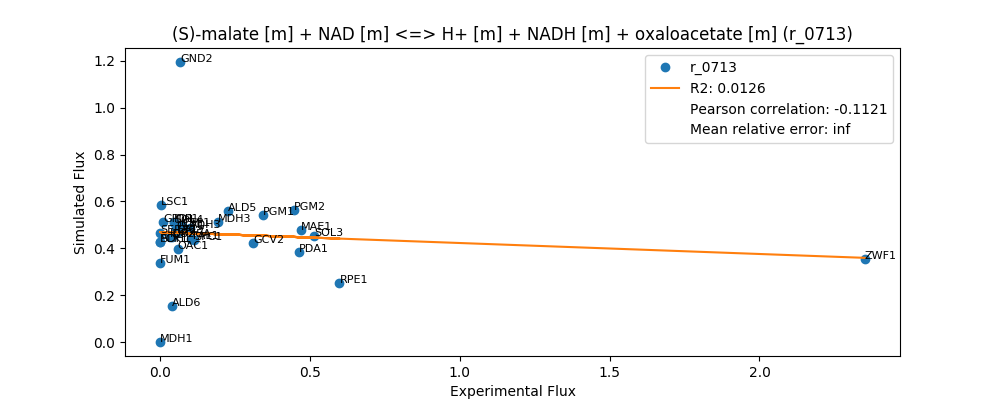 (S)-malate [m] + NAD [m] <=> H+ [m] + NADH [m] + oxaloacetate [m] (r_0713)
GND2
r_0713
R2: 0.0126
Pearson correlation: -0.1121
Mean relative error: inf
LSC1
ALD5
PGM1
PGM2
MDH3
MAE1
SOL3
GCV2
PDA1
OAC1
FUM1
RPE1
ZWF1
ALD6
MDH1
1.2
1.0
0.8
0.6
0.4
0.2
0.0
Simulated Flux
0.0 0.5 1.0 1.5 2.0
Experimental Flux